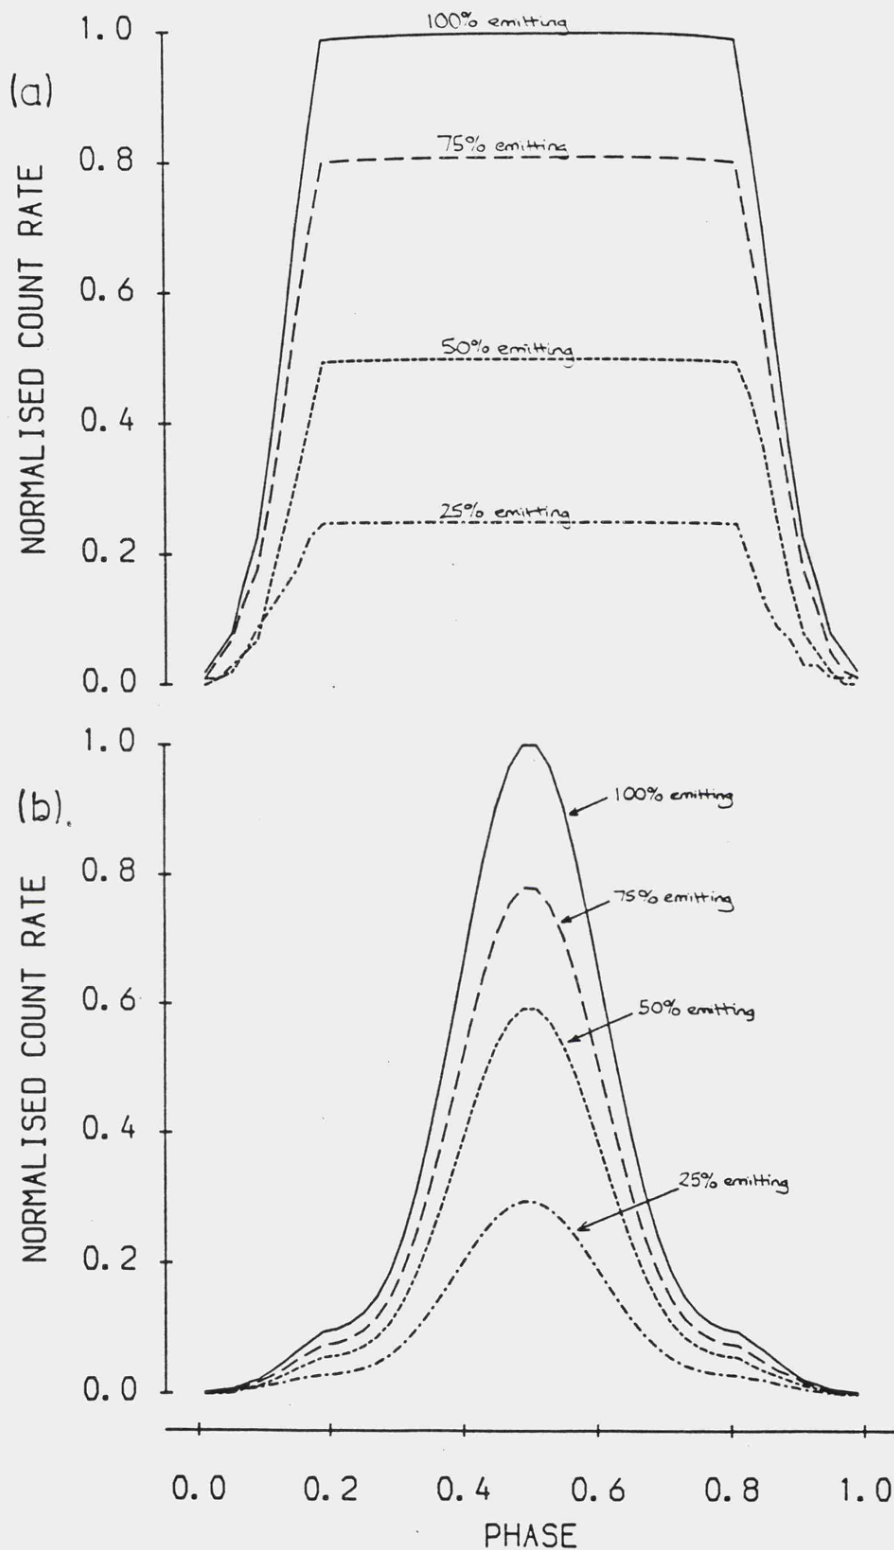 (a)
NORMALISED COUNT RATE
1.0
0.8
0.6
0.4
0.2
0.0
100% emitting
75% emitting
50% emitting
25% emitting
(b).
NORMALISED COUNT RATE
1.0
0.8
0.6
0.4
0.2
0.0
100% emitting
75% emitting
50% emitting
25% emitting
0.0 0.2 0.4 0.6 0.8 1.0
PHASE